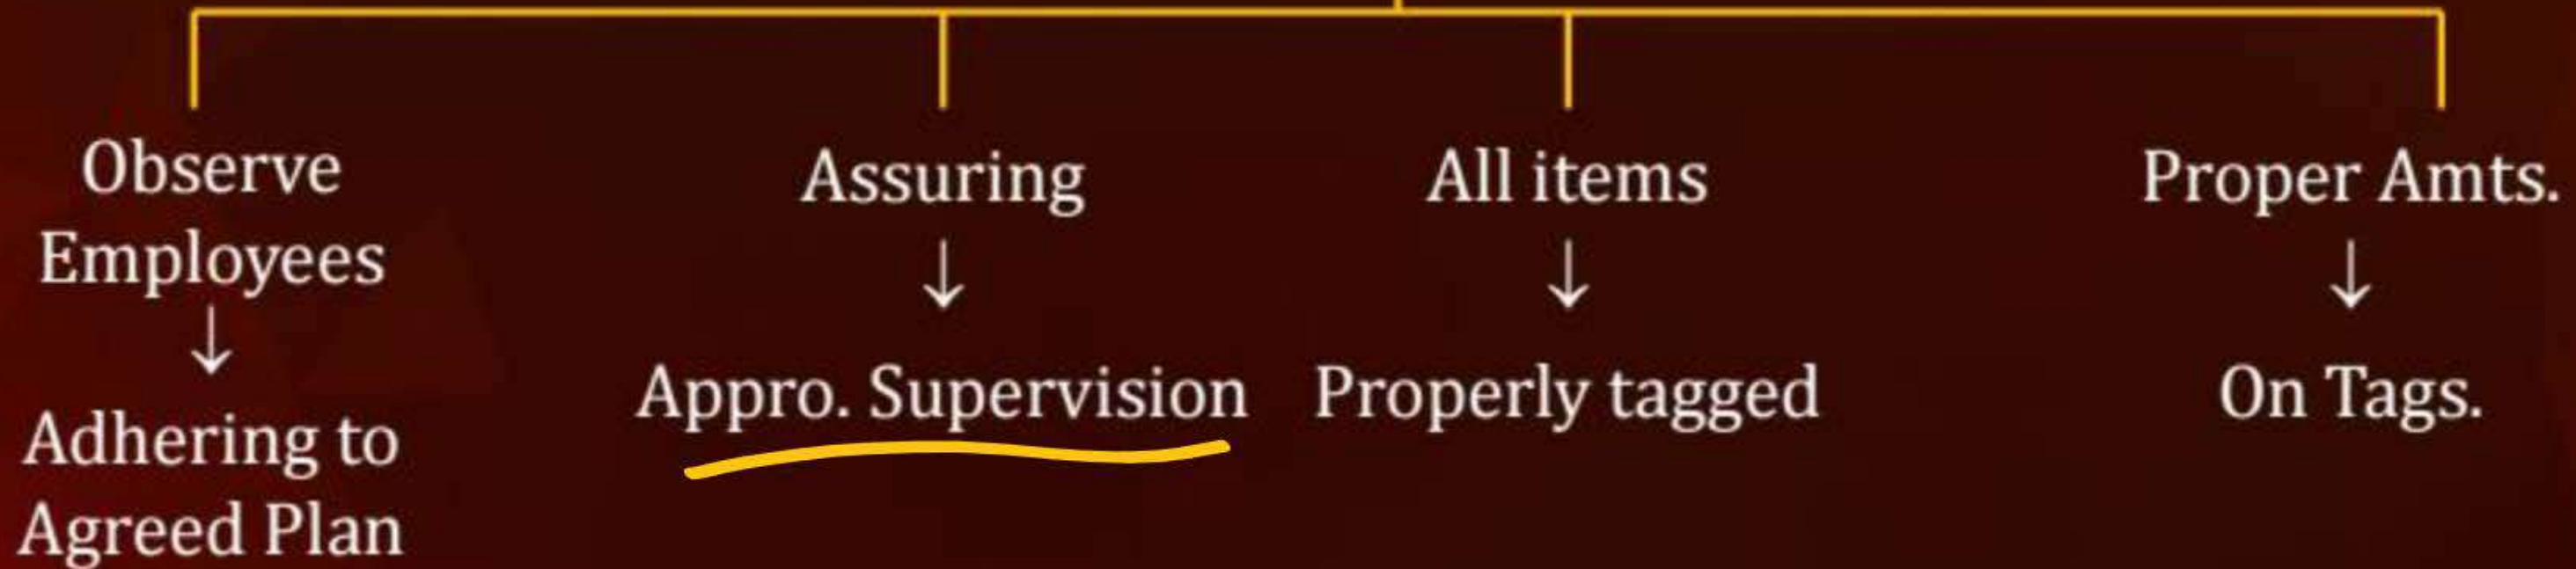 Observe
Employees
↓
Adhering to
Agreed Plan
Assuring
↓
Appro. Supervision
All items
↓
Properly tagged
Proper Amts.
↓
On Tags.